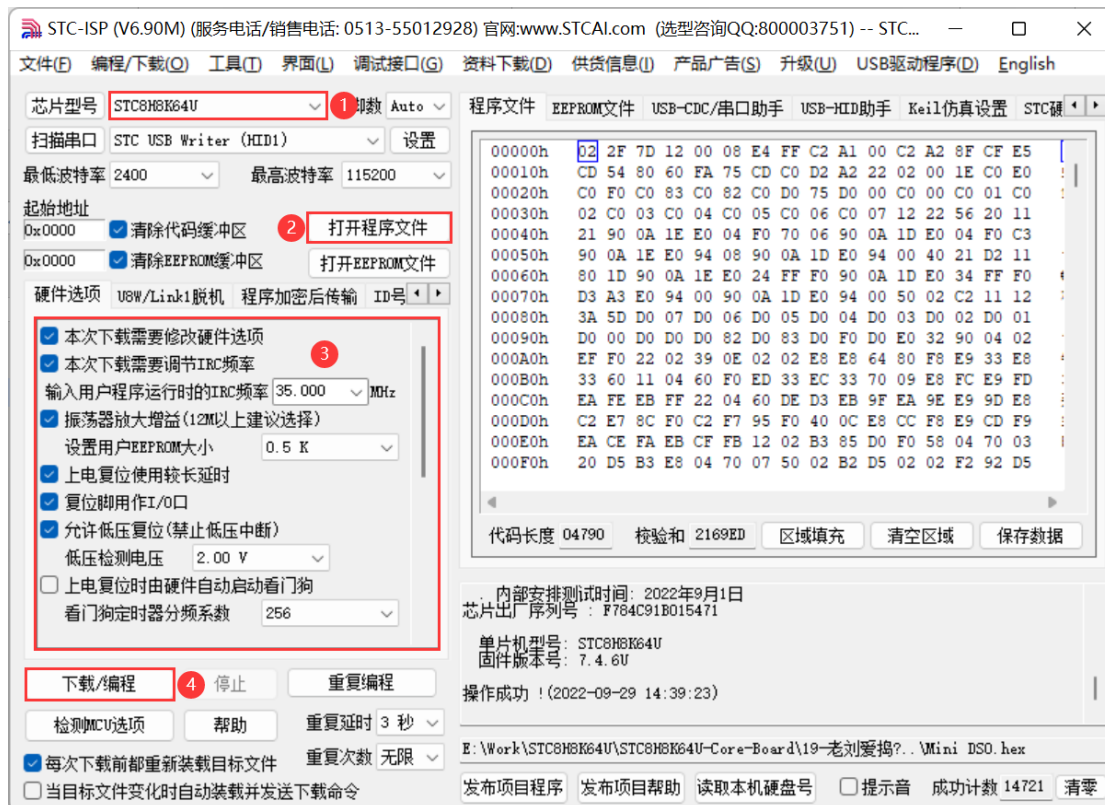 STC-ISP (V6.90M) (服务电话/销售电话: 0513-55012928) 官网:www.STCAI.com (选型咨询QQ:800003751) -- STC...
文件(F) 编程/下载(O) 工具(T) 界面(L) 调试接口(G) 资料下载(D) 供货信息(I) 产品广告(S) 升级(U) USB驱动程序(D) English
芯片型号 STC8H8K64U 1 脚数 Auto
扫描串口 STC USB Writer (HID1) 设置
最低波特率 2400 最高波特率 115200
起始地址
0x0000 清除代码缓冲区 2 打开程序文件
0x0000 清除EEPROM缓冲区 打开EEPROM文件
硬件选项 U8W/Link1脱机 程序加密后传输 ID号
本次下载需要修改硬件选项
本次下载需要调节IRC频率 3
输入用户程序运行时的IRC频率 35.000 MHz
振荡器放大增益(12M以上建议选择)
设置用户EEPROM大小 0.5 K
上电复位使用较长延时
复位脚用作I/O口
允许低压复位(禁止低压中断)
低压检测电压 2.00 V
上电复位时由硬件自动启动看门狗
看门狗定时器分频系数 256
下载/编程 4 停止 重复编程
检测MCU选项 帮助 重复延时 3 秒
每次下载前都重新装载目标文件 重复次数 无限
当目标文件变化时自动装载并发送下载命令
程序文件 EEPROM文件 USB-CDC/串口助手 USB-HID助手 Keil仿真设置 STC硬
00000h 02 2F 7D 12 00 08 E4 FF C2 A1 00 C2 A2 8F CF E5
00010h CD 54 80 60 FA 75 CD C0 D2 A2 22 02 00 1E C0 E0
00020h C0 F0 C0 83 C0 82 C0 D0 75 D0 00 C0 00 C0 01 C0
00030h 02 C0 03 C0 04 C0 05 C0 06 C0 07 12 22 56 20 11
00040h 21 90 0A 1E E0 04 F0 70 06 90 0A 1D E0 04 F0 C3
00050h 90 0A 1E E0 94 08 90 0A 1D E0 94 00 40 21 D2 11
00060h 80 1D 90 0A 1E E0 24 FF F0 90 0A 1D E0 34 FF F0
00070h D3 A3 E0 94 00 90 0A 1D E0 94 00 50 02 C2 11 12
00080h 3A 5D D0 07 D0 06 D0 05 D0 04 D0 03 D0 02 D0 01
00090h D0 00 D0 D0 D0 82 D0 83 D0 F0 D0 E0 32 90 04 02
000A0h EF F0 22 02 39 0E 02 02 E8 E8 64 80 F8 E9 33 E8
000B0h 33 60 11 04 60 F0 ED 33 EC 33 70 09 E8 FC E9 FD
000C0h EA FE EB FF 22 04 60 DE D3 EB 9F EA 9E E9 9D E8
000D0h C2 E7 8C F0 C2 F7 95 F0 40 0C E8 CC F8 E9 CD F9
000E0h EA CE FA EB CF FB 12 02 B3 85 D0 F0 58 04 70 03
000F0h 20 D5 B3 E8 04 70 07 50 02 B2 D5 02 02 F2 92 D5
代码长度 04790 校验和 2169ED 区域填充 清空区域 保存数据
. 内部安排测试时间: 2022年9月1日
芯片出厂序列号 : F784C91B015471
单片机型号: STC8H8K64U
固件版本号: 7.4.6U
操作成功 !(2022-09-29 14:39:23)
E:\Work\STC8H8K64U\STC8H8K64U-Core-Board\19-老刘爱捣?..\Mini DSO.hex
发布项目程序 发布项目帮助 读取本机硬盘号 提示音 成功计数 14721 清零